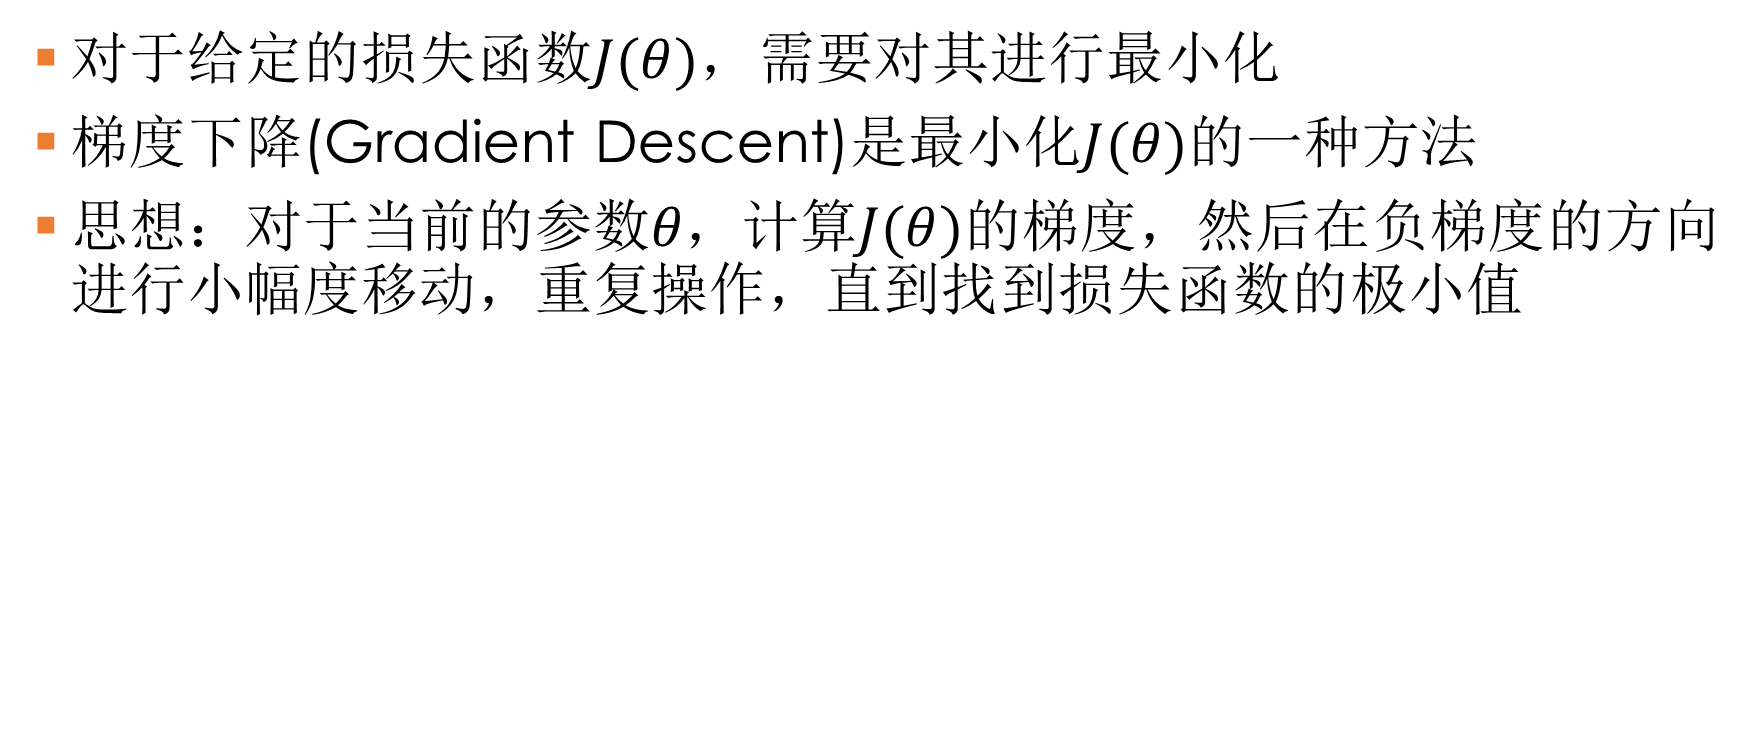 ▪ 对于给定的损失函数𝐽(𝜃)，需要对其进行最小化
▪ 梯度下降(Gradient Descent)是最小化𝐽(𝜃)的一种方法
▪ 思想：对于当前的参数𝜽，计算𝐽(𝜃)的梯度，然后在负梯度的方向
进行小幅度移动，重复操作，直到找到损失函数的极小值